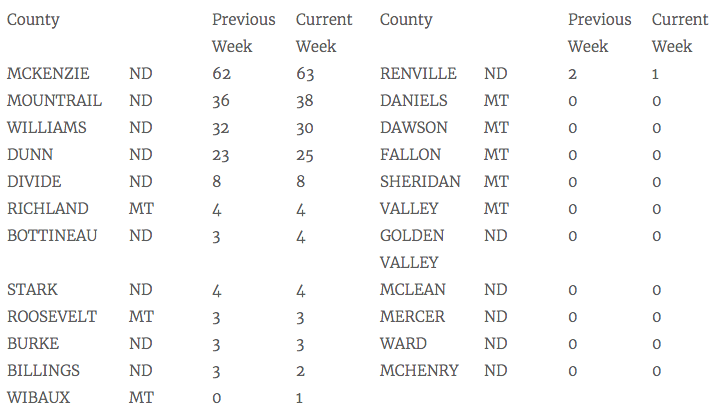 County Previous Current County Previous Current
Week Week Week Week
MCKENZIE ND 62 63 RENVILLE ND 2 1
MOUNTRAIL ND 36 38 DANIELS MT 0 0
WILLIAMS ND 32 30 DAWSON MT 0 0
DUNN ND 23 25 FALLON MT 0 0
DIVIDE ND 8 8 SHERIDAN MT 0 0
RICHLAND MT 4 4 VALLEY MT 0 0
BOTTINEAU ND 3 4 GOLDEN ND 0 0
VALLEY
STARK ND 4 4 MCLEAN ND 0 0
ROOSEVELT MT 3 3 MERCER ND 0 0
BURKE ND 3 3 WARD ND 0 0
BILLINGS ND 3 2 MCHENRY ND 0 0
WIBAUX MT 0 1